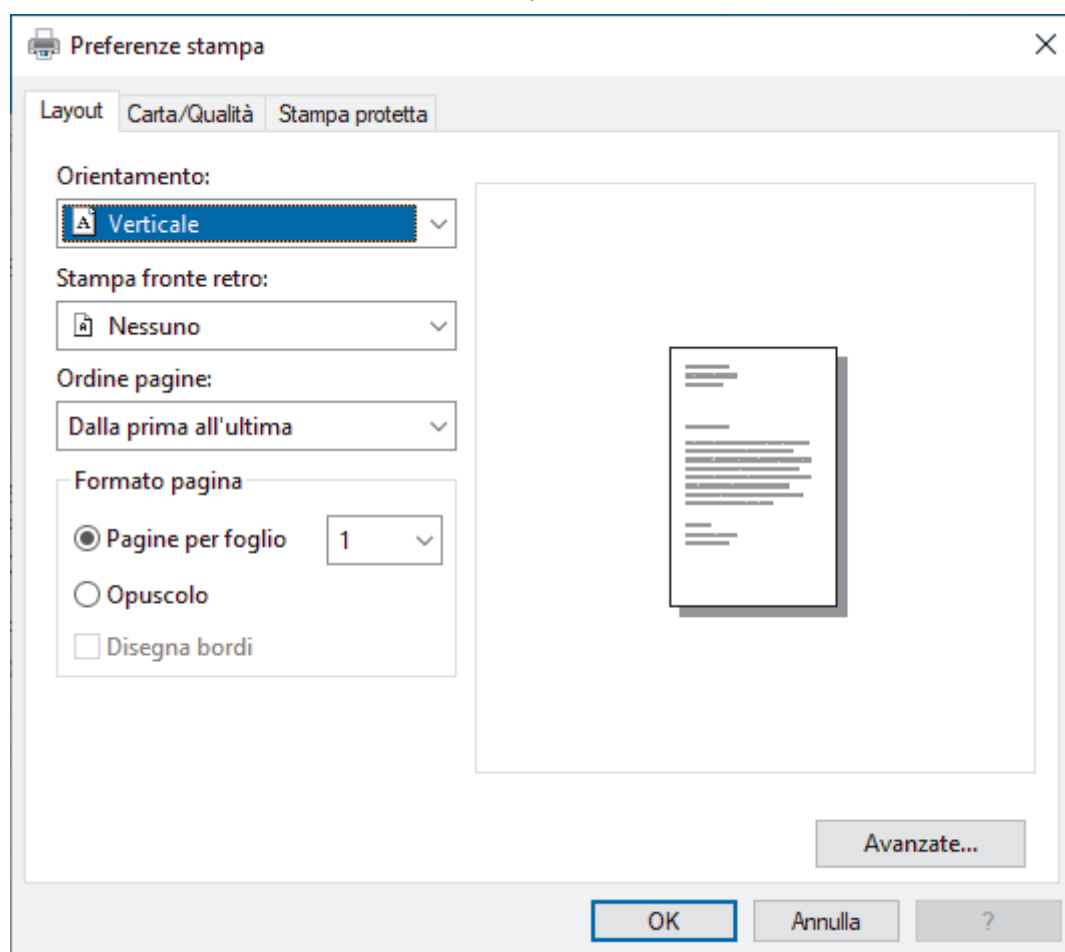 Preferenze stampa
Layout Carta/Qualità Stampa protetta
Orientamento:
Verticale
Stampa fronte retro:
Nessuno
Ordine pagine:
Dalla prima all'ultima
Formato pagina
Pagine per foglio 1
Opuscolo
Disegna bordi
Avanzate...
OK Annulla ?